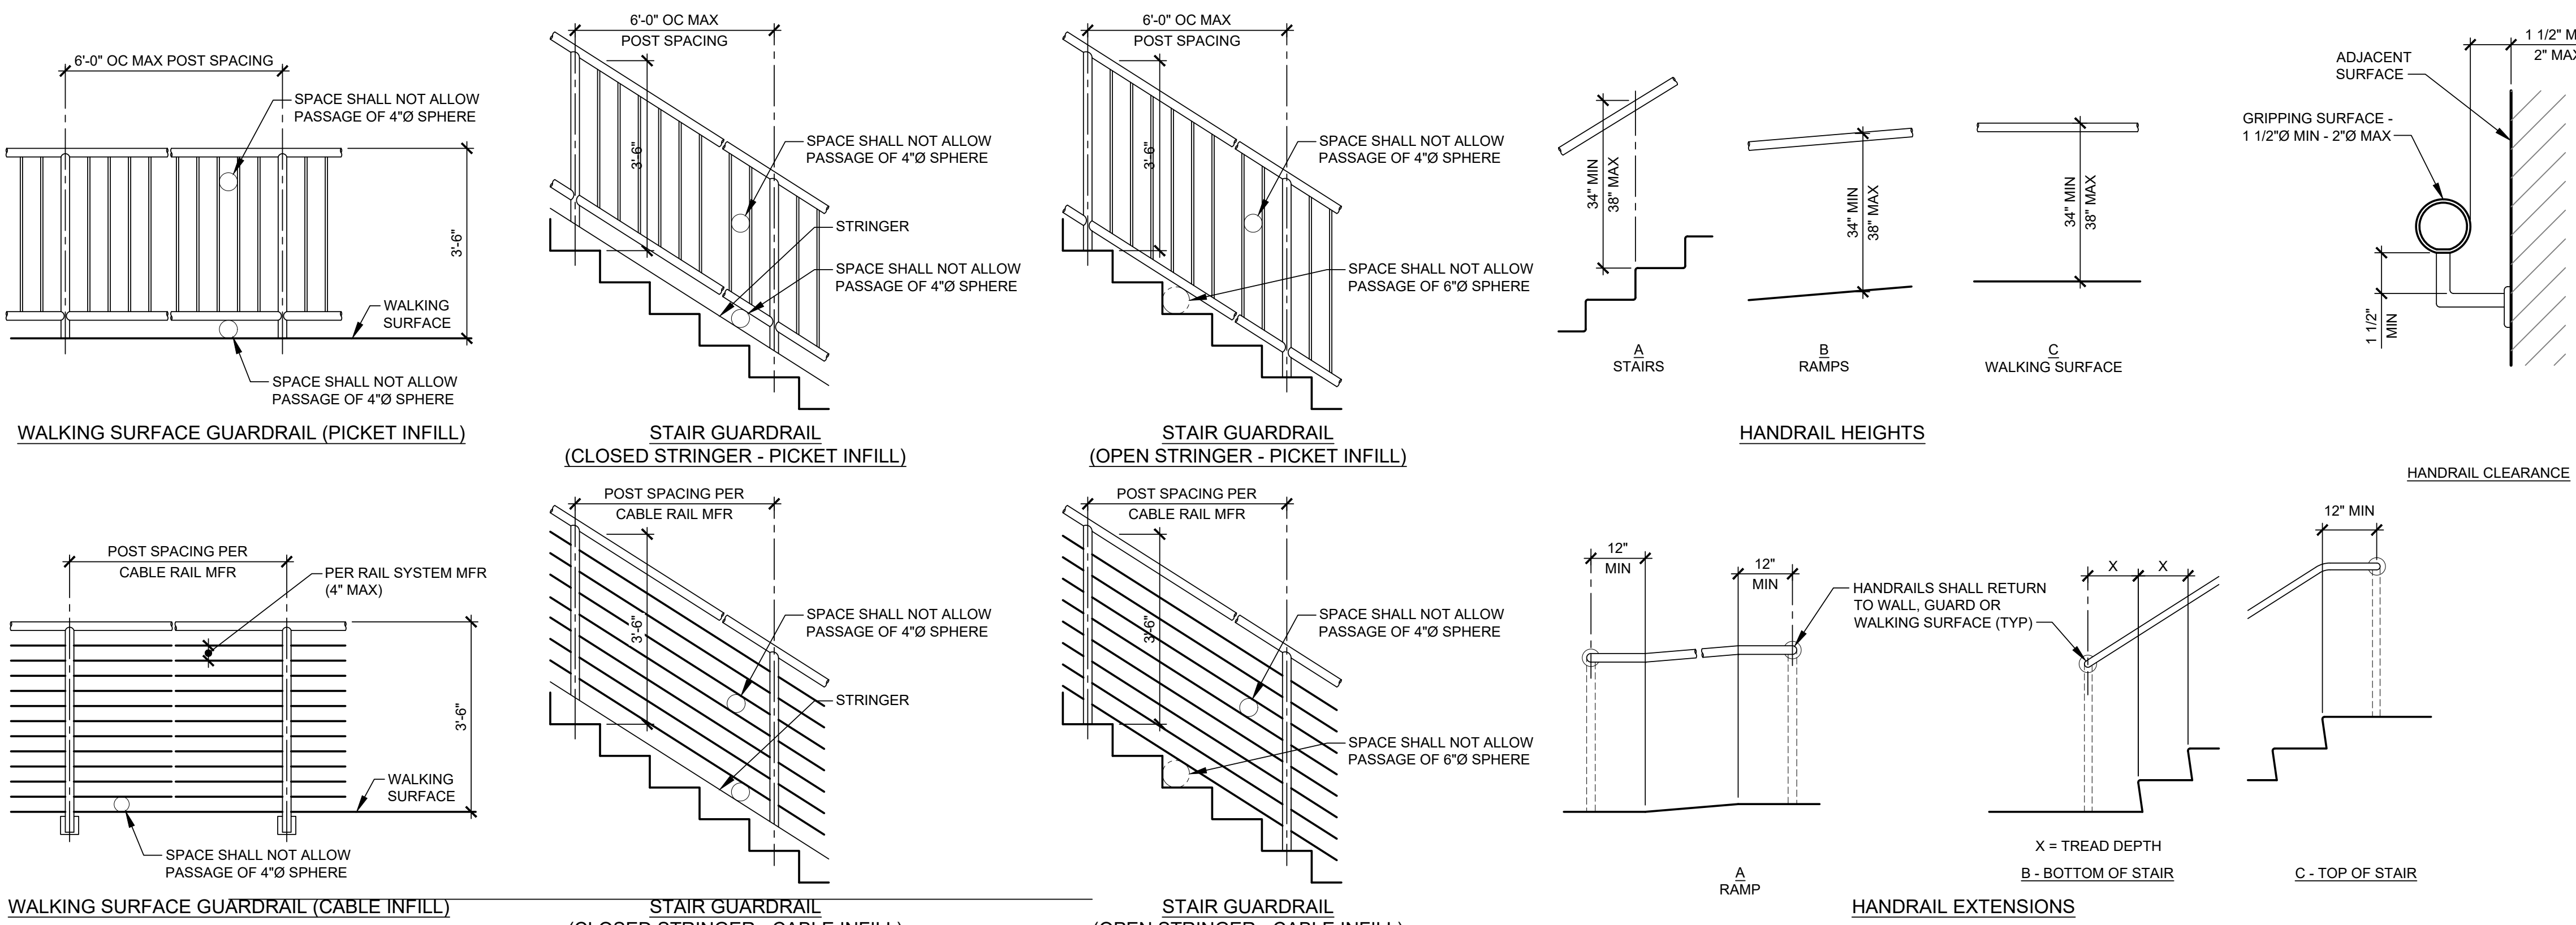 6'-0" OC MAX POST SPACING
SPACE SHALL NOT ALLOW
PASSAGE OF 4"Ø SPHERE
3'-6"
WALKING
SURFACE
SPACE SHALL NOT ALLOW
PASSAGE OF 4"Ø SPHERE
WALKING SURFACE GUARDRAIL (PICKET INFILL)
6'-0" OC MAX
POST SPACING
3'-6"
SPACE SHALL NOT ALLOW
PASSAGE OF 4"Ø SPHERE
STRINGER
SPACE SHALL NOT ALLOW
PASSAGE OF 4"Ø SPHERE
STAIR GUARDRAIL
(CLOSED STRINGER - PICKET INFILL)
6'-0" OC MAX
POST SPACING
3'-6"
SPACE SHALL NOT ALLOW
PASSAGE OF 4"Ø SPHERE
SPACE SHALL NOT ALLOW
PASSAGE OF 6"Ø SPHERE
STAIR GUARDRAIL
(OPEN STRINGER - PICKET INFILL)
34" MIN
38" MAX
A
STAIRS
34" MIN
38" MAX
B
RAMPS
34" MIN
38" MAX
C
WALKING SURFACE
HANDRAIL HEIGHTS
1 1/2"
2"
ADJACENT
SURFACE
GRIPPING SURFACE -
1 1/2"Ø MIN - 2"Ø MAX
1 1/2"
MIN
HANDRAIL CLEARANCE
POST SPACING PER
CABLE RAIL MFR
PER RAIL SYSTEM MFR
(4" MAX)
3'-6"
WALKING
SURFACE
SPACE SHALL NOT ALLOW
PASSAGE OF 4"Ø SPHERE
WALKING SURFACE GUARDRAIL (CABLE INFILL)
POST SPACING PER
CABLE RAIL MFR
3'-6"
SPACE SHALL NOT ALLOW
PASSAGE OF 4"Ø SPHERE
STRINGER
STAIR GUARDRAIL
(CLOSED STRINGER - CABLE INFILL)
POST SPACING PER
CABLE RAIL MFR
3'-6"
SPACE SHALL NOT ALLOW
PASSAGE OF 4"Ø SPHERE
SPACE SHALL NOT ALLOW
PASSAGE OF 6"Ø SPHERE
STAIR GUARDRAIL
(OPEN STRINGER - CABLE INFILL)
12"
MIN
12"
MIN
HANDRAILS SHALL RETURN
TO WALL, GUARD OR
WALKING SURFACE (TYP)
A
RAMP
X
X
X = TREAD DEPTH
B - BOTTOM OF STAIR
12" MIN
C - TOP OF STAIR
HANDRAIL EXTENSIONS